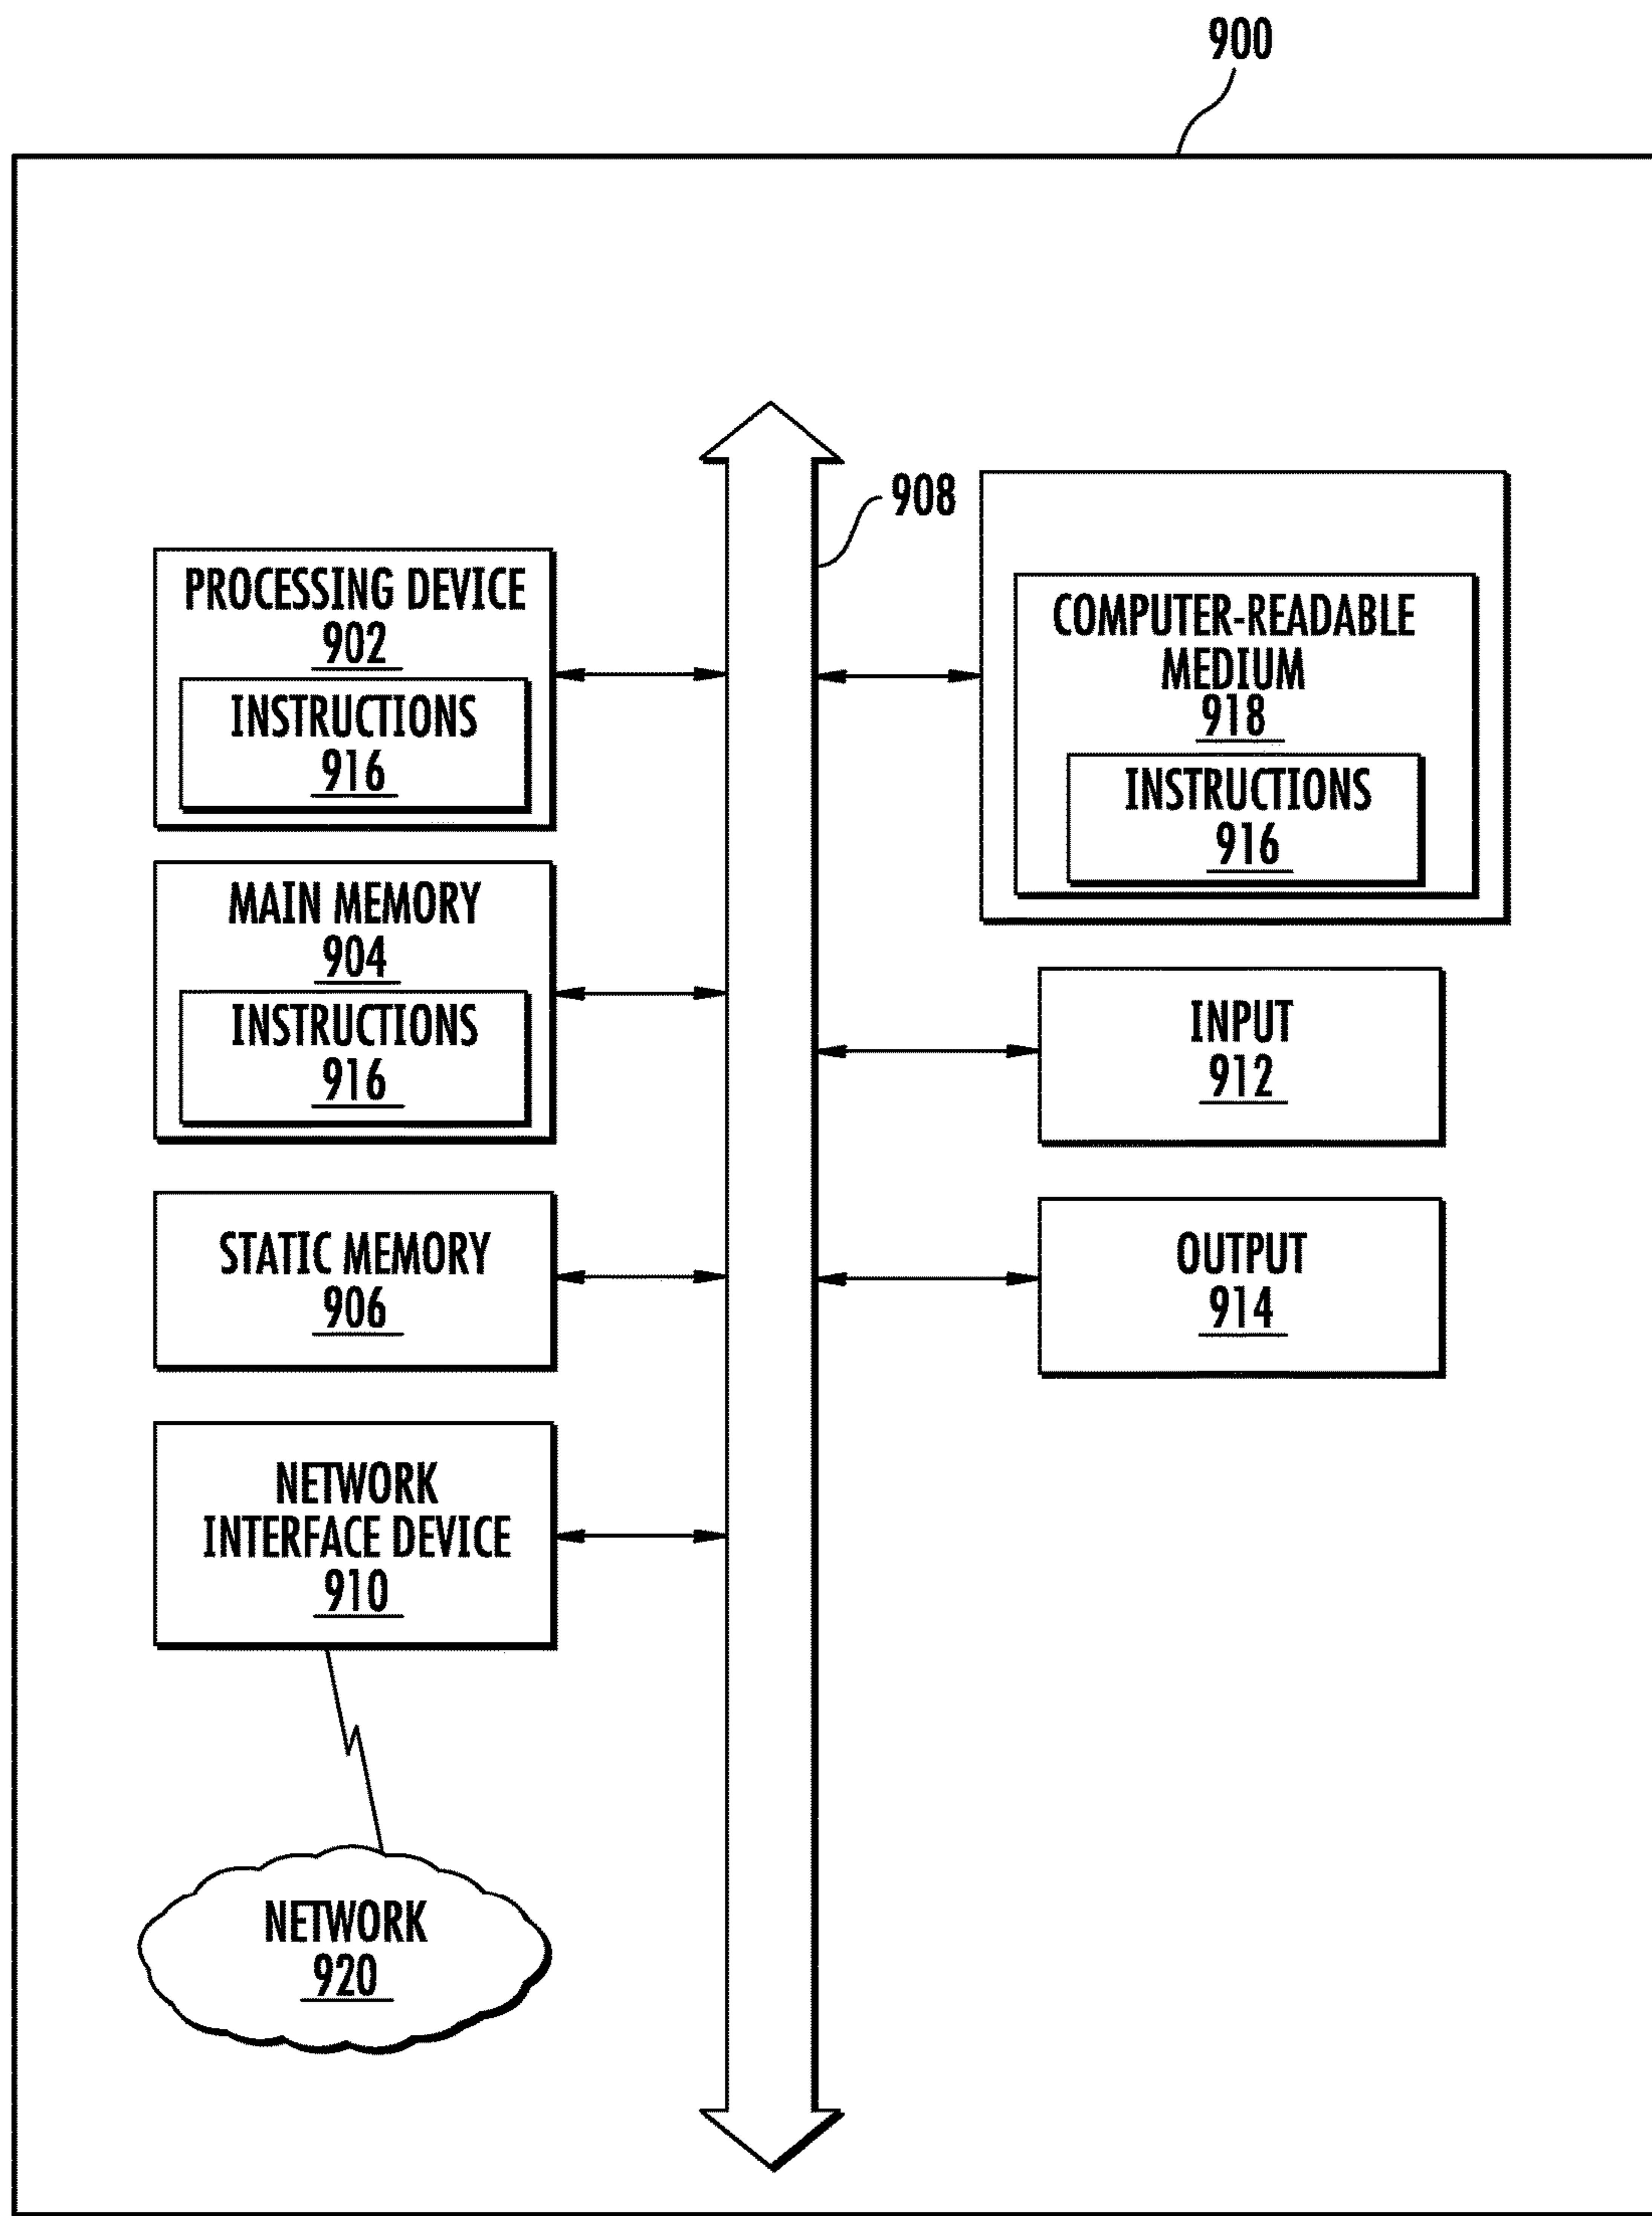 900
908
PROCESSING DEVICE
902
INSTRUCTIONS
916
MAIN MEMORY
904
INSTRUCTIONS
916
STATIC MEMORY
906
NETWORK
INTERFACE DEVICE
910
NETWORK
920
COMPUTER-READABLE
MEDIUM
918
INSTRUCTIONS
916
INPUT
912
OUTPUT
914